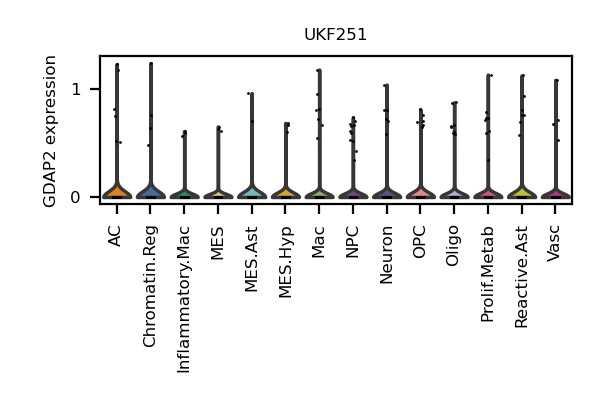 UKF251
GDAP2 expression
1
0
AC
Chromatin.Reg
Inflammatory.Mac
MES
MES.Ast
MES.Hyp
Mac
NPC
Neuron
OPC
Oligo
Prolif.Metab
Reactive.Ast
Vasc